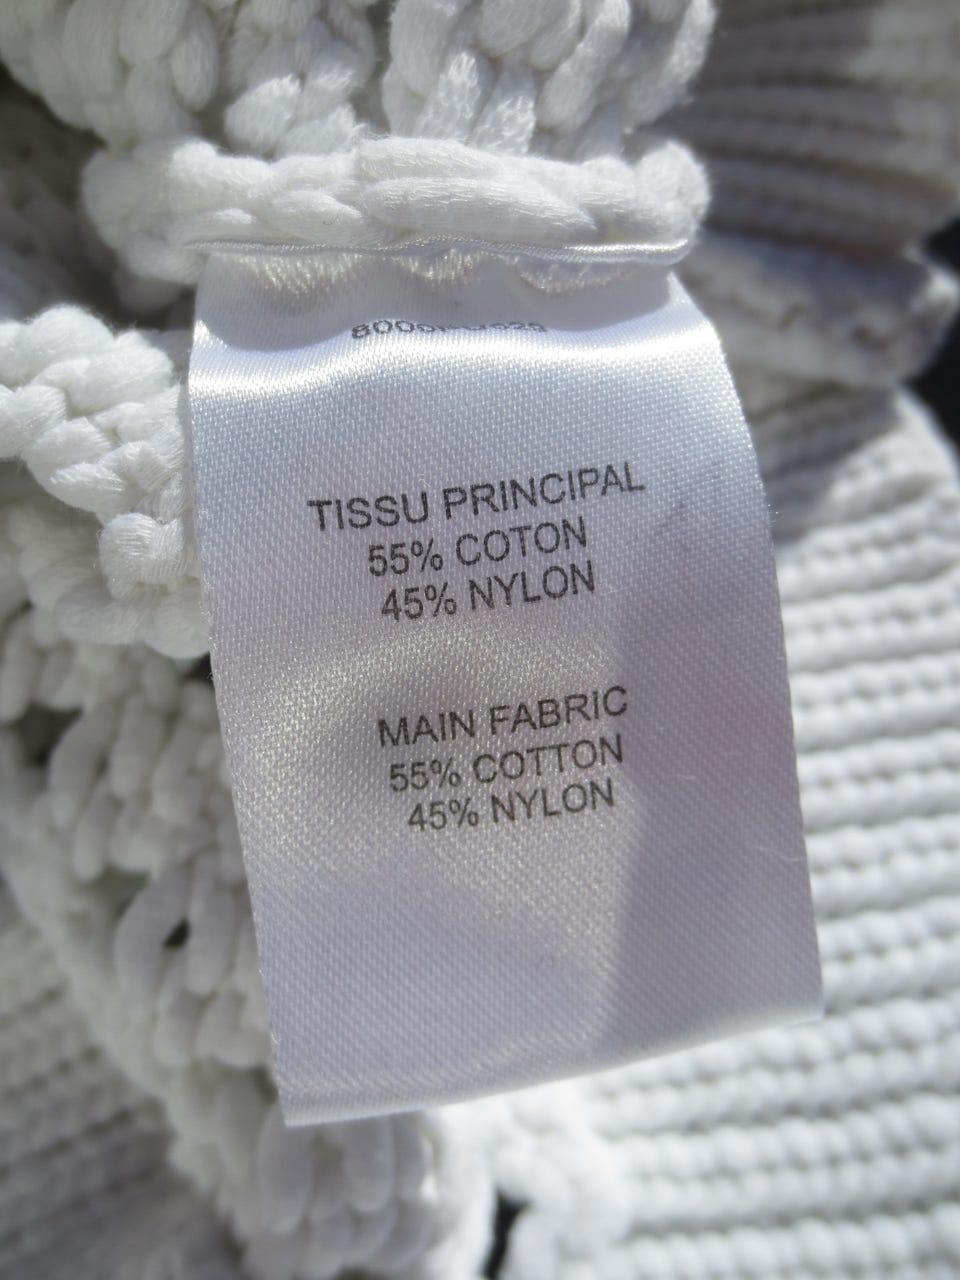 TISSU PRINCIPAL
55% COTON
45% NYLON
MAIN FABRIC
55% COTTON
45% NYLON